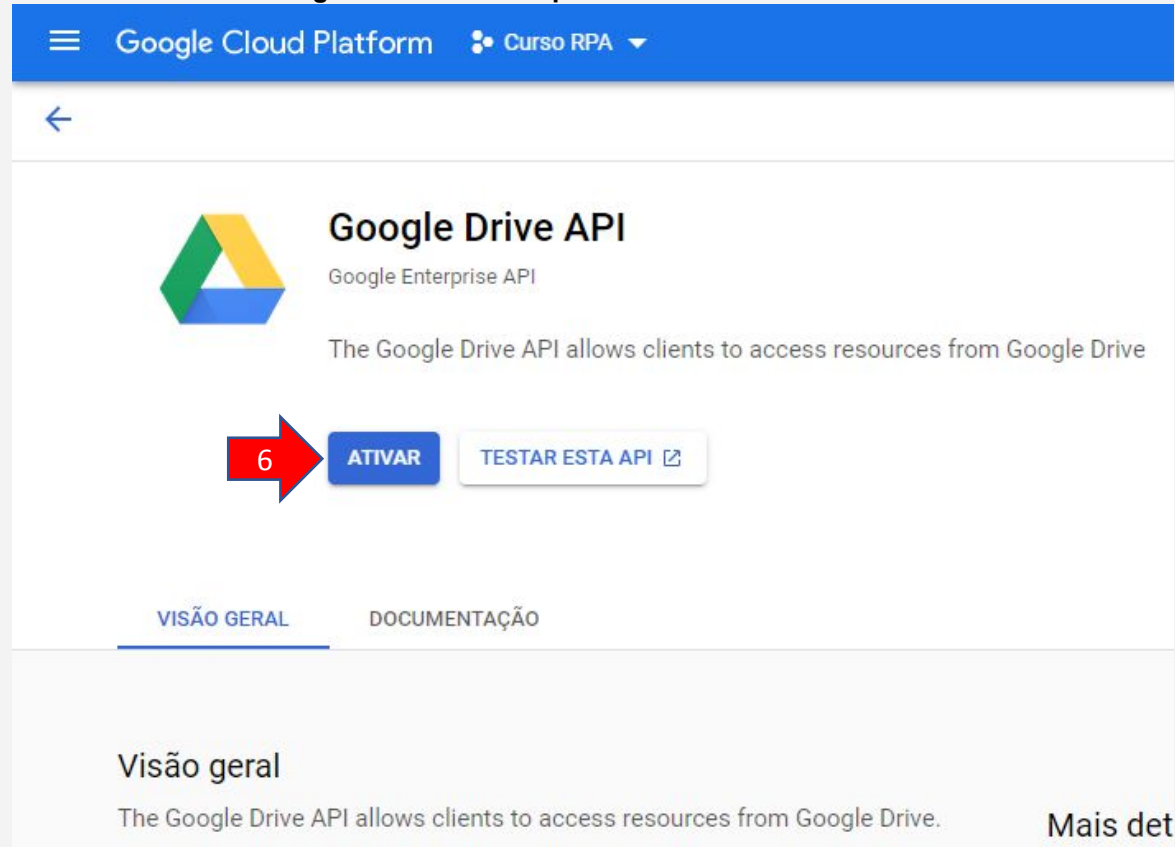 Google Cloud Platform Curso RPA
Google Drive API
Google Enterprise API
The Google Drive API allows clients to access resources from Google Drive
6 ATIVAR TESTAR ESTA API
VISÃO GERAL DOCUMENTAÇÃO
Visão geral
The Google Drive API allows clients to access resources from Google Drive.
Mais det